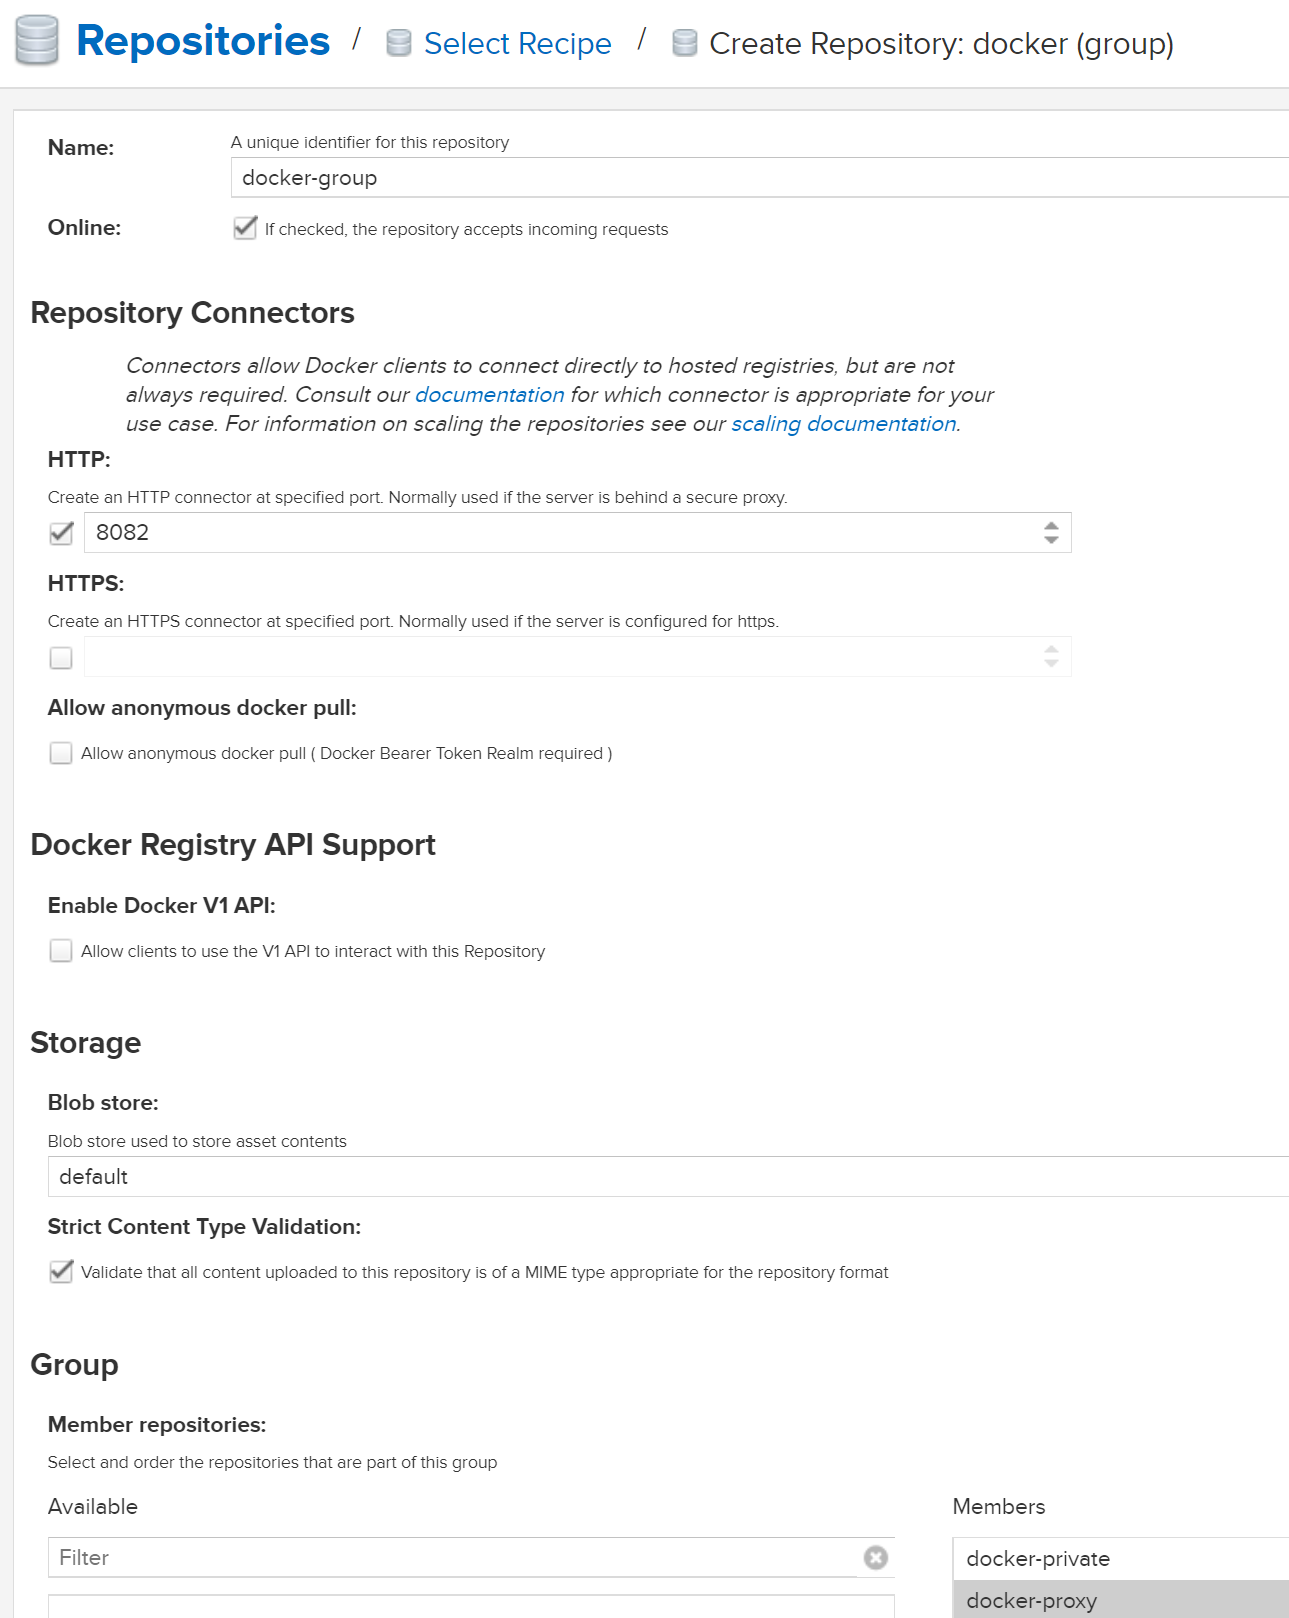 Repositories / Select Recipe / Create Repository: docker (group)
Name:
A unique identifier for this repository
docker-group
Online:
If checked, the repository accepts incoming requests
Repository Connectors
Connectors allow Docker clients to connect directly to hosted registries, but are not
always required. Consult our documentation for which connector is appropriate for your
use case. For information on scaling the repositories see our scaling documentation.
HTTP:
Create an HTTP connector at specified port. Normally used if the server is behind a secure proxy.
8082
HTTPS:
Create an HTTPS connector at specified port. Normally used if the server is configured for https.
Allow anonymous docker pull:
Allow anonymous docker pull ( Docker Bearer Token Realm required )
Docker Registry API Support
Enable Docker V1 API:
Allow clients to use the V1 API to interact with this Repository
Storage
Blob store:
Blob store used to store asset contents
default
Strict Content Type Validation:
Validate that all content uploaded to this repository is of a MIME type appropriate for the repository format
Group
Member repositories:
Select and order the repositories that are part of this group
Available
Filter
Members
docker-private
docker-proxy